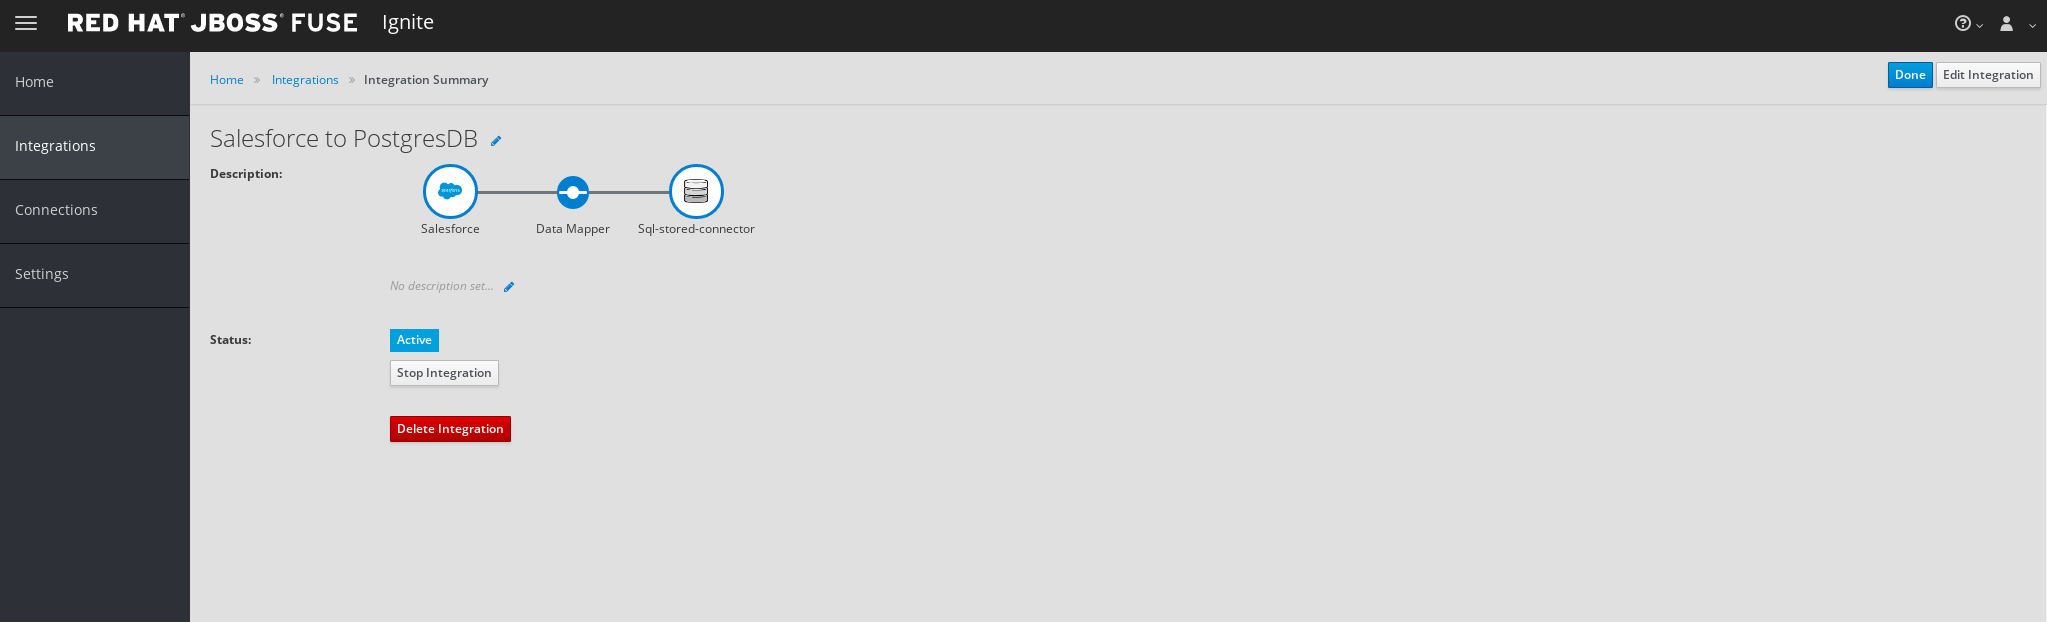 RED HAT® JBOSS® FUSE Ignite
Home
Integrations
Connections
Settings
Home » Integrations » Integration Summary
Done Edit Integration
Salesforce to PostgresDB
Description:
Salesforce Data Mapper Sql-stored-connector
No description set...
Status: Active
Stop Integration
Delete Integration